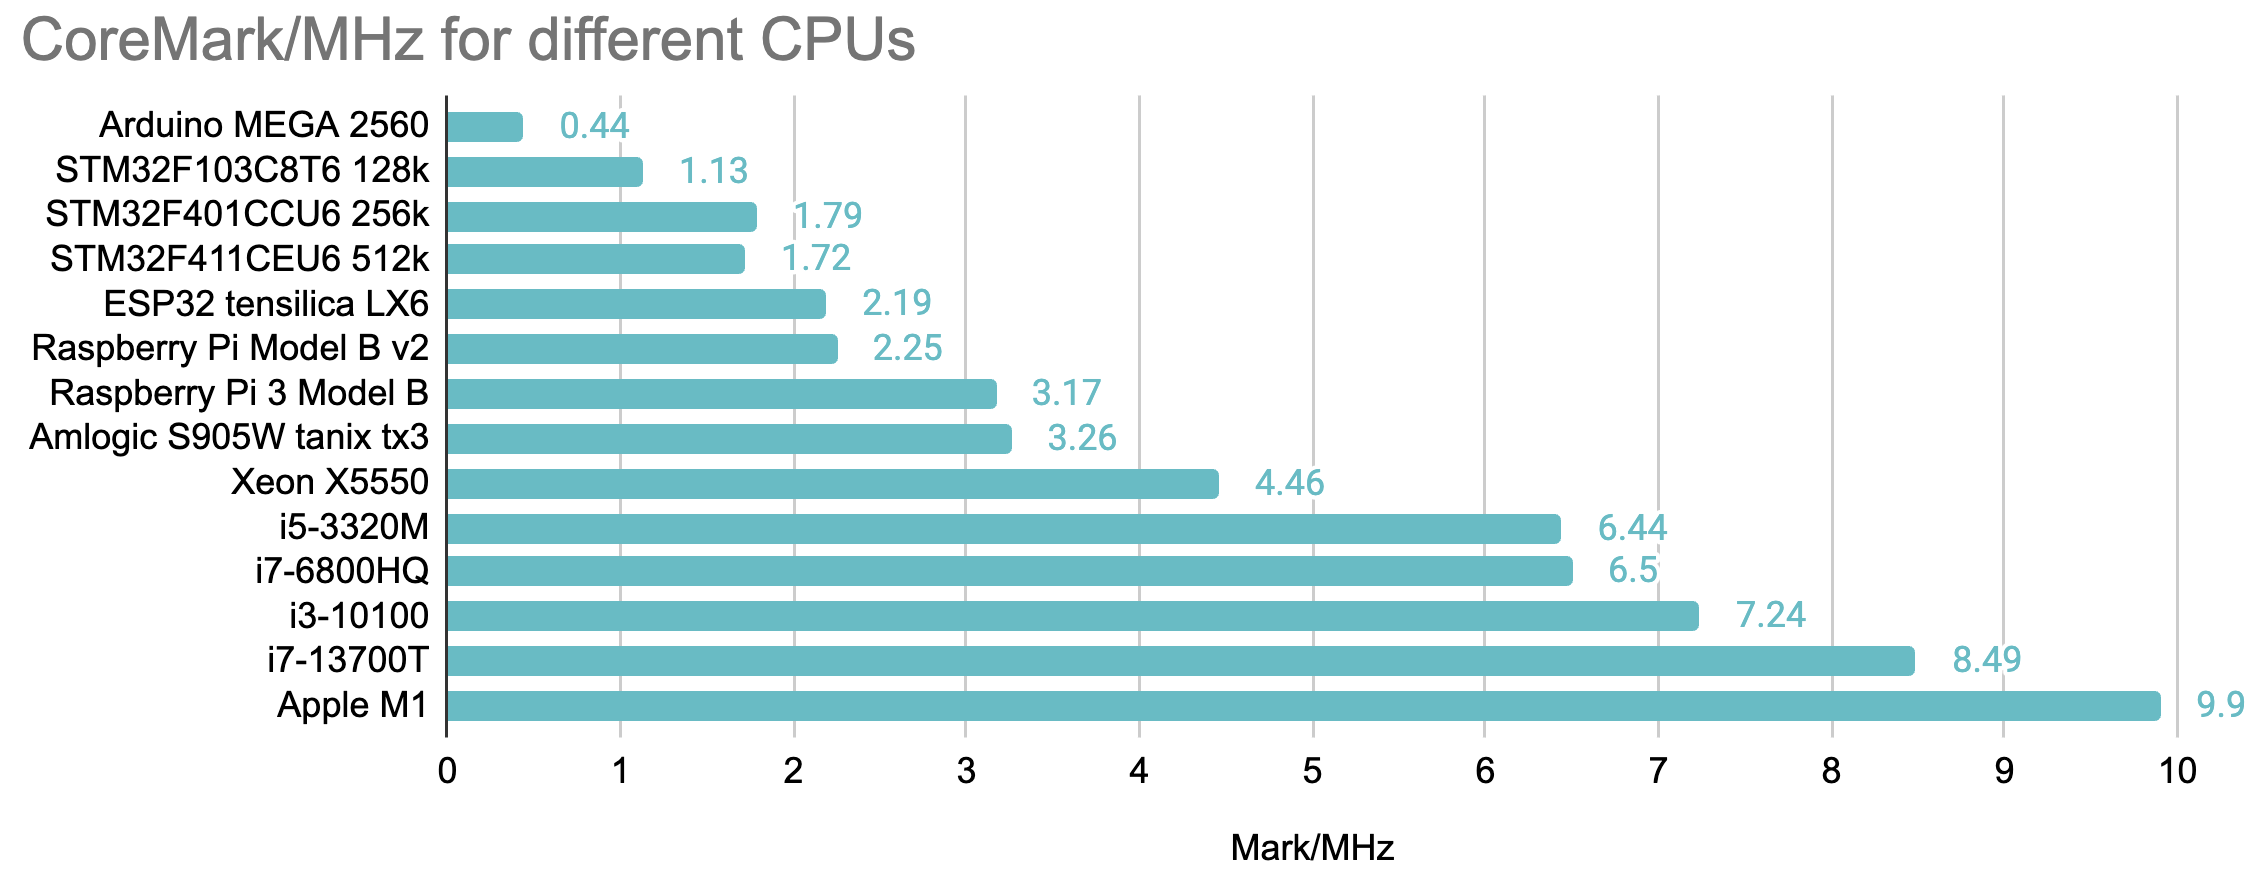 CoreMark/MHz for different CPUs
Arduino MEGA 2560 0.44
STM32F103C8T6 128k 1.13
STM32F401CCU6 256k 1.79
STM32F411CEU6 512k 1.72
ESP32 tensilica LX6 2.19
Raspberry Pi Model B v2 2.25
Raspberry Pi 3 Model B 3.17
Amlogic S905W tanix tx3 3.26
Xeon X5550 4.46
i5-3320M 6.44
i7-6800HQ 6.5
i3-10100 7.24
i7-13700T 8.49
Apple M1 9.9
0 1 2 3 4 5 6 7 8 9 10
Mark/MHz